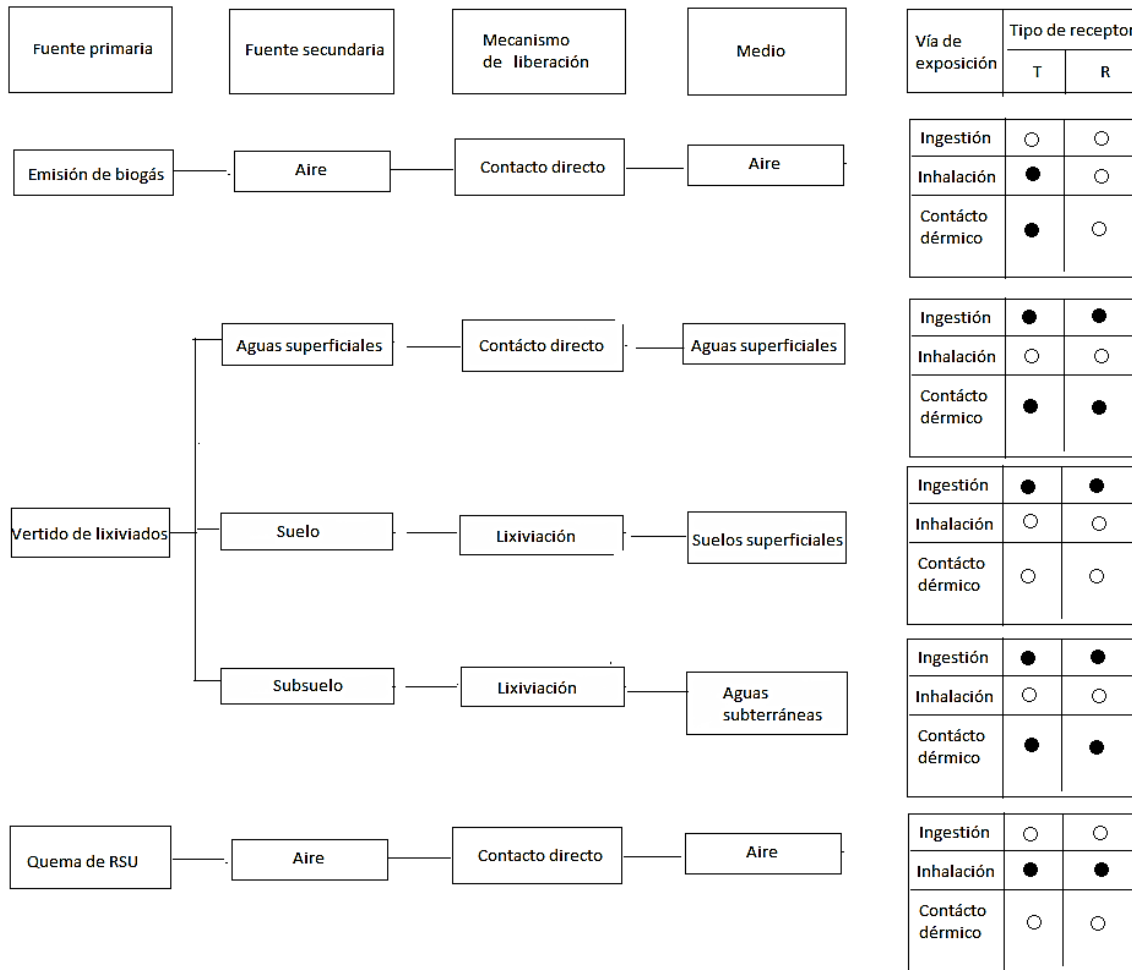 Fuente primaria
Fuente secundaria
Mecanismo
de liberación
Medio
Vía de
exposición
Tipo de receptor
T
R
Emisión de biogás
Aire
Contacto directo
Aire
Ingestión
Inhalación
Contácto
dérmico
Aguas superficiales
Contácto directo
Aguas superficiales
Ingestión
Inhalación
Contácto
dérmico
Vertido de lixiviados
Suelo
Lixiviación
Suelos superficiales
Ingestión
Inhalación
Contácto
dérmico
Subsuelo
Lixiviación
Aguas
subterráneas
Ingestión
Inhalación
Contácto
dérmico
Quema de RSU
Aire
Contacto directo
Aire
Ingestión
Inhalación
Contácto
dérmico